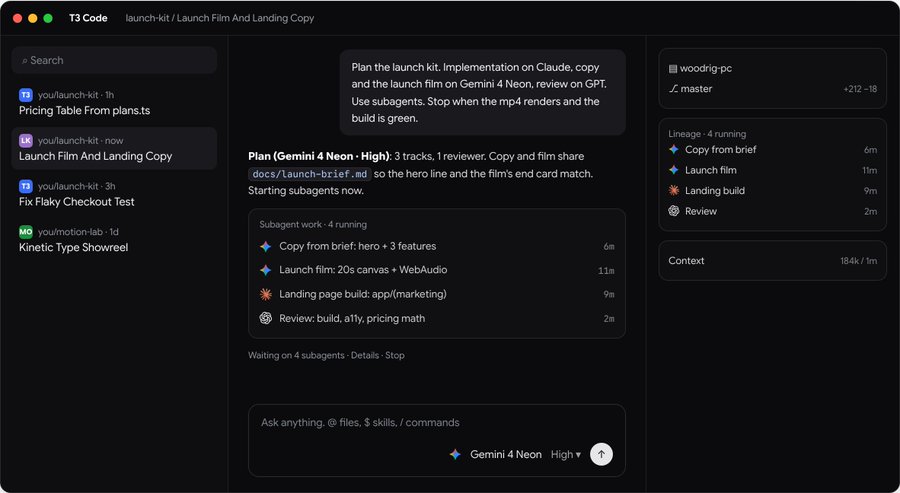 T3 Code
launch-kit / Launch Film And Landing Copy
Search
T3 you/launch-kit · 1h
Pricing Table From plans.ts
LK you/launch-kit · now
Launch Film And Landing Copy
T3 you/launch-kit · 3h
Fix Flaky Checkout Test
MO you/motion-lab · 1d
Kinetic Type Showreel
Plan the launch kit. Implementation on Claude, copy
and the launch film on Gemini 4 Neon, review on GPT.
Use subagents. Stop when the mp4 renders and the
build is green.
Plan (Gemini 4 Neon · High): 3 tracks, 1 reviewer. Copy and film share
docs/launch-brief.md so the hero line and the film's end card match.
Starting subagents now.
Subagent work · 4 running
Copy from brief: hero + 3 features 6m
Launch film: 20s canvas + WebAudio 11m
Landing page build: app/(marketing) 9m
Review: build, a11y, pricing math 2m
Waiting on 4 subagents · Details · Stop
Ask anything. @ files, $ skills, / commands
Gemini 4 Neon High ▾
woodrig-pc
master +212 −18
Lineage · 4 running
Copy from brief 6m
Launch film 11m
Landing build 9m
Review 2m
Context 184k / 1m